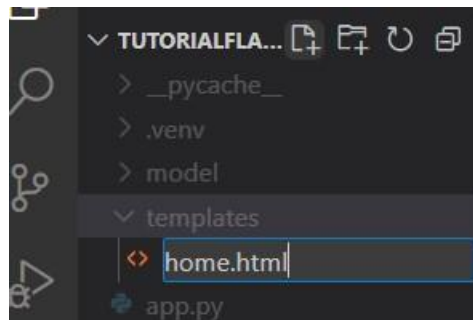 TUTORIALFLA...
__pycache__
.venv
model
templates
home.html
app.py